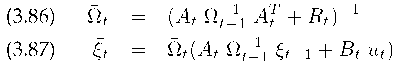 (3.86) Ω̄_t = (A_t Ω_{t-1}^{-1} A_t^T + R_t)^{-1}
(3.87) ξ̄_t = Ω̄_t(A_t Ω_{t-1}^{-1} ξ_{t-1} + B_t u_t)